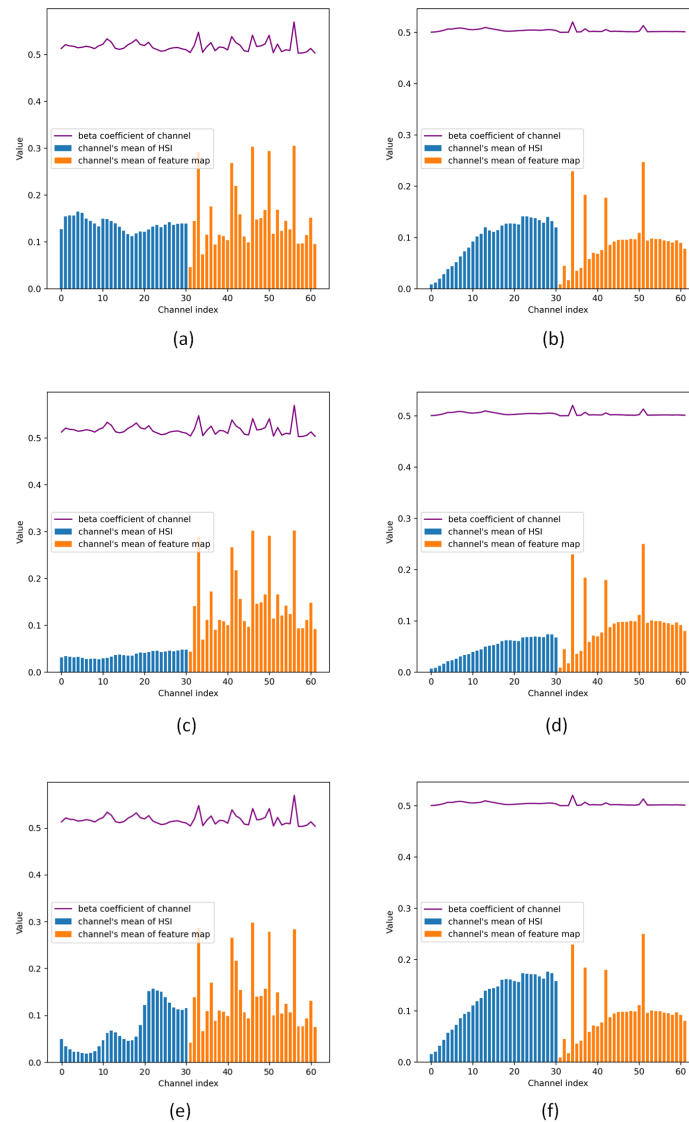 0.5
0.4
0.3
0.2
0.1
0.0
Value
beta coefficient of channel
channel's mean of HSI
channel's mean of feature map
0 10 20 30 40 50 60
Channel index
(a)
0.5
0.4
0.3
0.2
0.1
0.0
Value
beta coefficient of channel
channel's mean of HSI
channel's mean of feature map
0 10 20 30 40 50 60
Channel index
(b)
0.5
0.4
0.3
0.2
0.1
0.0
Value
beta coefficient of channel
channel's mean of HSI
channel's mean of feature map
0 10 20 30 40 50 60
Channel index
(c)
0.5
0.4
0.3
0.2
0.1
0.0
Value
beta coefficient of channel
channel's mean of HSI
channel's mean of feature map
0 10 20 30 40 50 60
Channel index
(d)
0.5
0.4
0.3
0.2
0.1
0.0
Value
beta coefficient of channel
channel's mean of HSI
channel's mean of feature map
0 10 20 30 40 50 60
Channel index
(e)
0.5
0.4
0.3
0.2
0.1
0.0
Value
beta coefficient of channel
channel's mean of HSI
channel's mean of feature map
0 10 20 30 40 50 60
Channel index
(f)